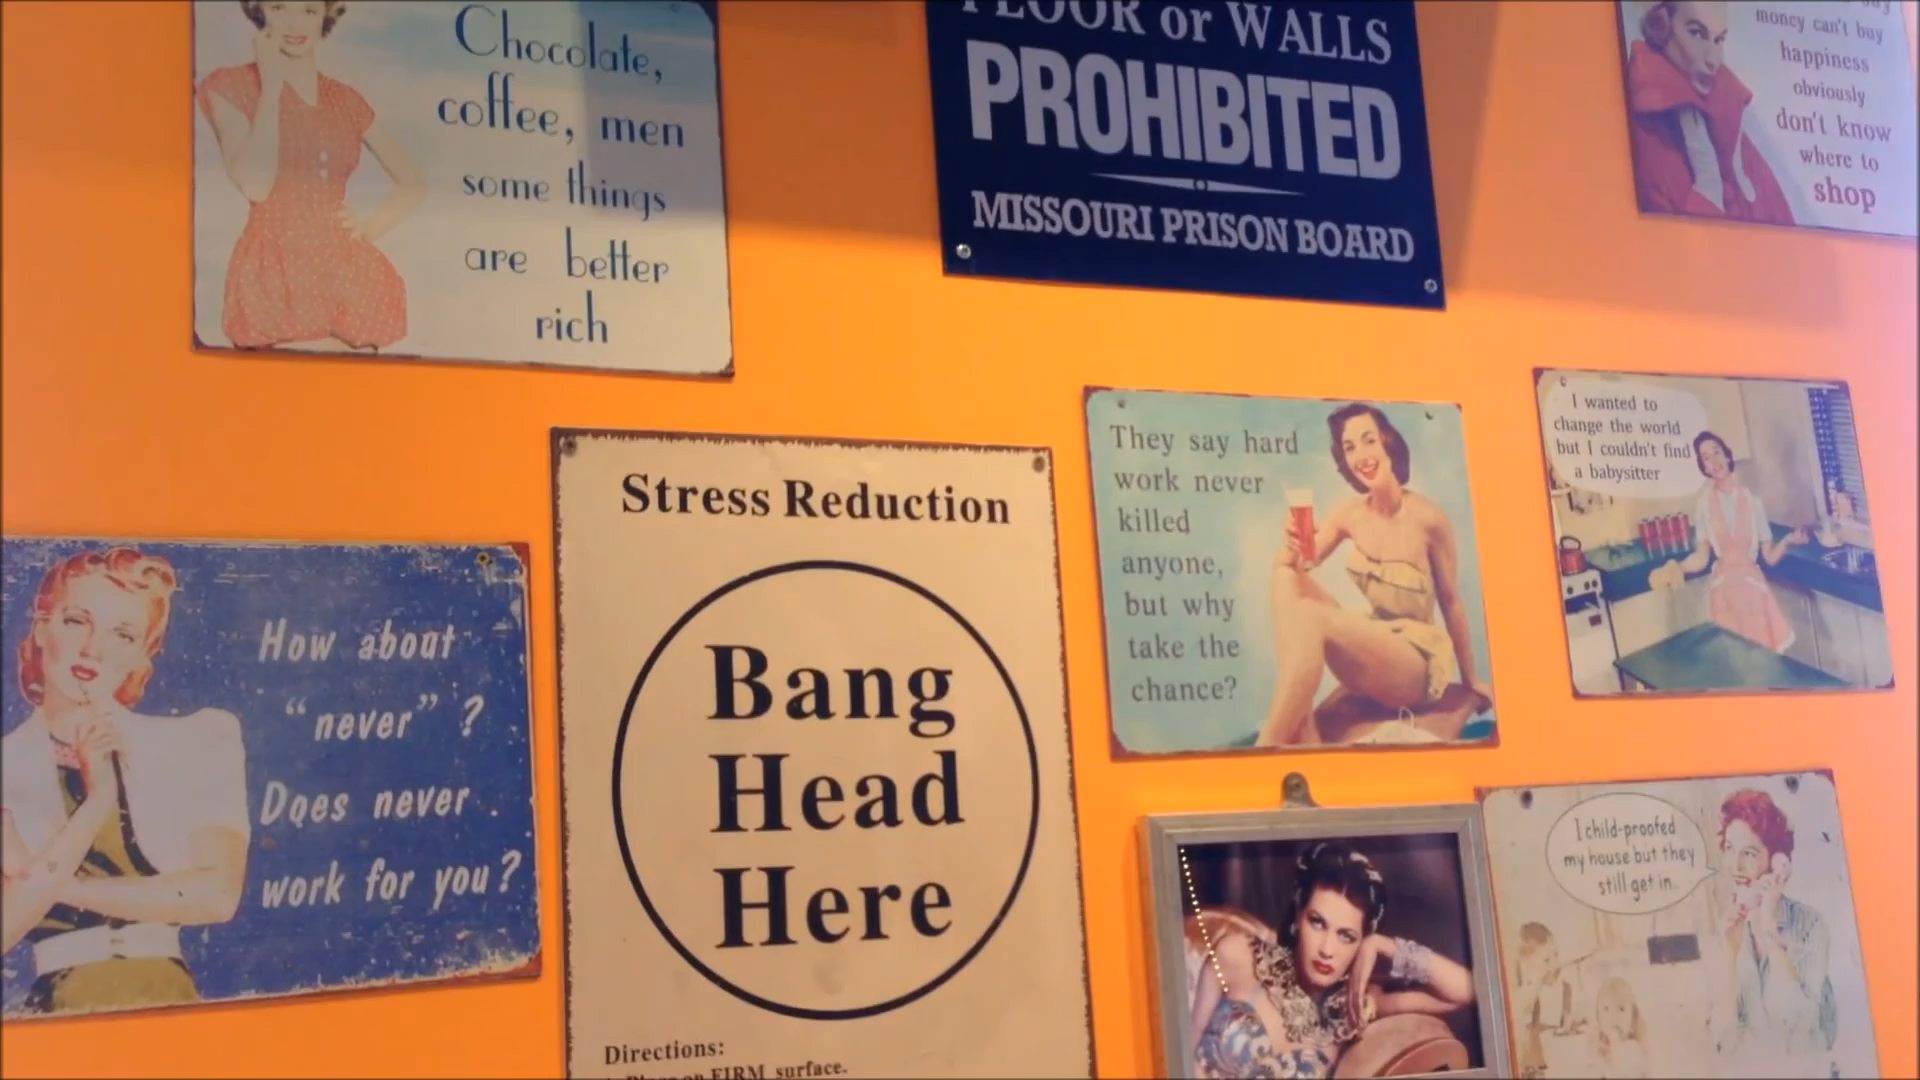 Chocolate,
coffee, men
some things
are better
rich
FLOOR or WALLS
PROHIBITED
MISSOURI PRISON BOARD
money can't buy
happiness
obviously
don't know
where to
shop
How about
"never"?
Does never
work for you?
Stress Reduction
Bang
Head
Here
Directions:
on FIRM surface.
They say hard
work never
killed
anyone,
but why
take the
chance?
I wanted to
change the world
but I couldn't find
a babysitter
I child-proofed
my house but they
still get in.